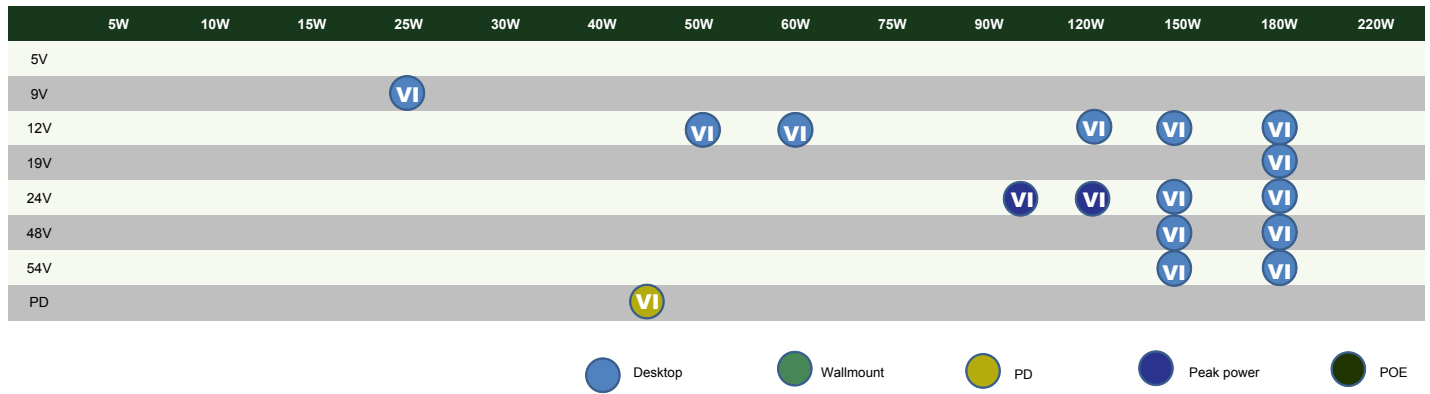 5W 10W 15W 25W 30W 40W 50W 60W 75W 90W 120W 150W 180W 220W
5V
9V VI
12V VI VI VI VI VI
19V VI
24V VI VI VI VI
48V VI VI
54V VI VI
PD VI
Desktop Wallmount PD Peak power POE